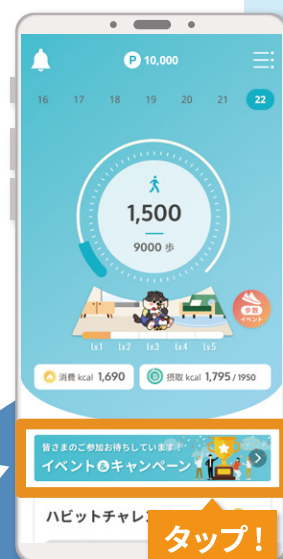 P 10,000
16 17 18 19 20 21 22
1,500
9000 歩
歩数
イベント
Lv.1 Lv.2 Lv.3 Lv.4 Lv.5
消費 kcal 1,690
摂取 kcal 1,795 / 1950
皆さまのご参加お待ちしています!
イベント&キャンペーン
ハビットチャレ
タップ!